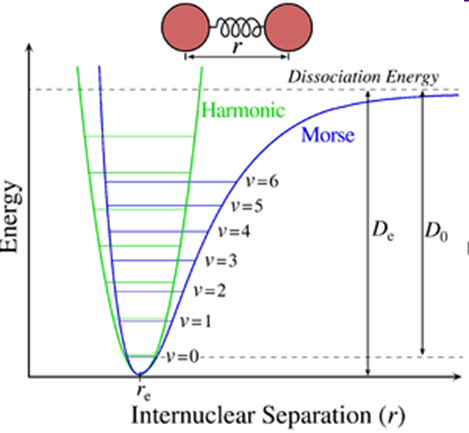 r
Dissociation Energy
Harmonic
Morse
Energy
v=6
v=5
v=4
v=3
v=2
v=1
v=0
De
D0
re
Internuclear Separation (r)